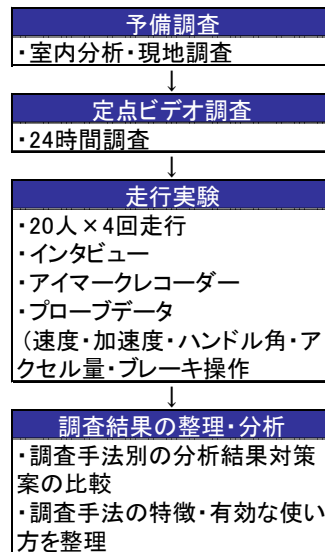 予備調査
・室内分析・現地調査
↓
定点ビデオ調査
・24時間調査
↓
走行実験
・20人×4回走行
・インタビュー
・アイマークレコーダー
・プローブデータ
（速度・加速度・ハンドル角・ア
クセル量・ブレーキ操作
↓
調査結果の整理・分析
・調査手法別の分析結果対策
案の比較
・調査手法の特徴・有効な使い
方を整理